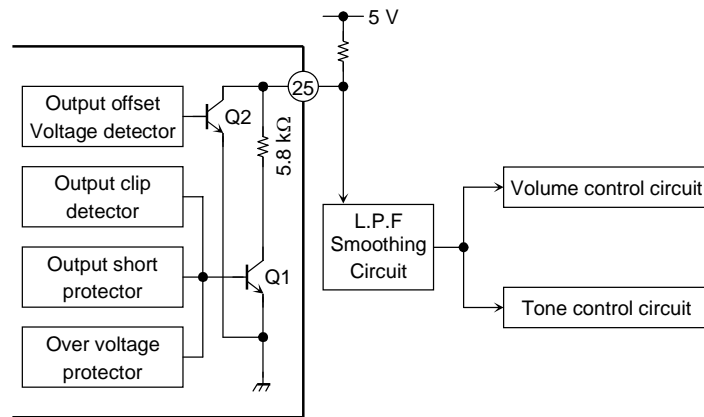 5 V
25
Output offset
Voltage detector
Q2
5.8 kΩ
Output clip
detector
Volume control circuit
L.P.F
Smoothing
Circuit
Output short
protector
Q1
Tone control circuit
Over voltage
protector